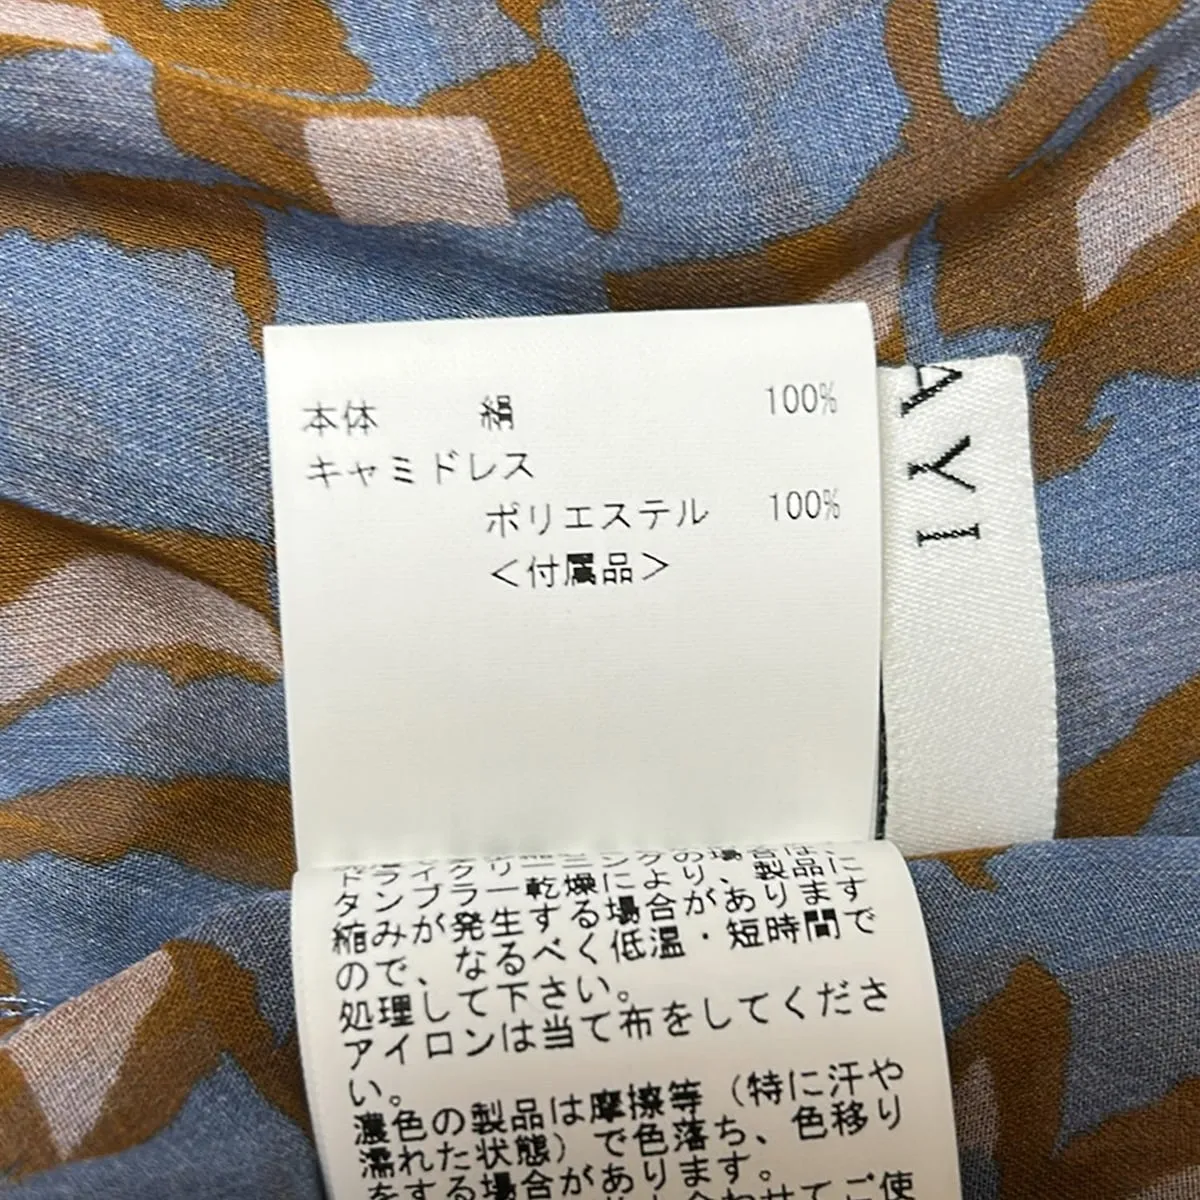 本体 絹 100%
キャミドレス
ポリエステル 100%
<付属品>
AYI
タンブラー乾燥により、製品に
縮みが発生する場合があります
ので、なるべく低温・短時間で
処理して下さい。
アイロンは当て布をしてくださ
い。
濃色の製品は摩擦等(特に汗や
濡れた状態)で色落ち、色移り
をする場合があります。